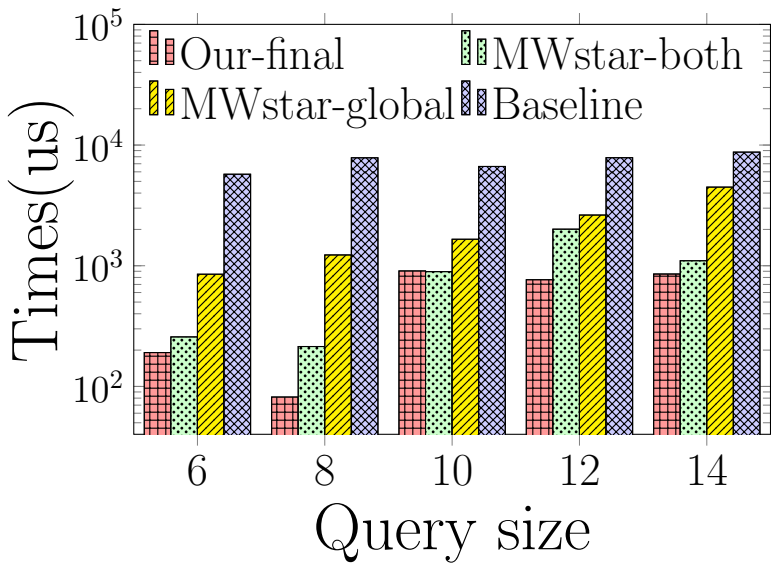 10^5
Our-final MWstar-both
MWstar-global Baseline
10^4
10^3
10^2
Times(us)
6 8 10 12 14
Query size